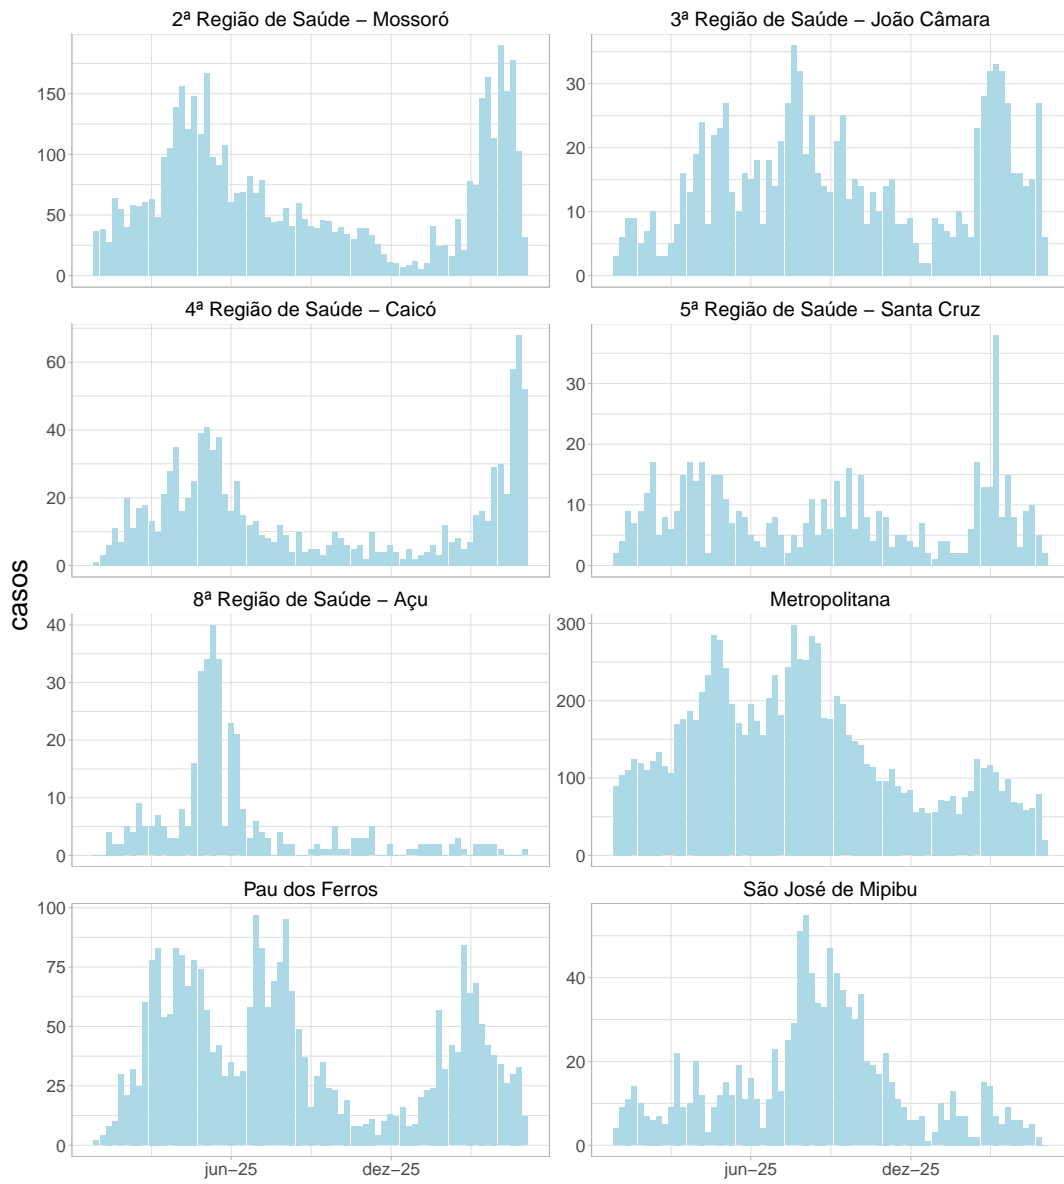 2ª Região de Saúde − Mossoró
150
100
50
0
3ª Região de Saúde − João Câmara
30
20
10
0
4ª Região de Saúde − Caicó
60
40
20
0
5ª Região de Saúde − Santa Cruz
30
20
10
0
casos
8ª Região de Saúde − Açu
40
30
20
10
0
Metropolitana
300
200
100
0
Pau dos Ferros
100
75
50
25
0
jun−25
dez−25
São José de Mipibu
40
20
0
jun−25
dez−25